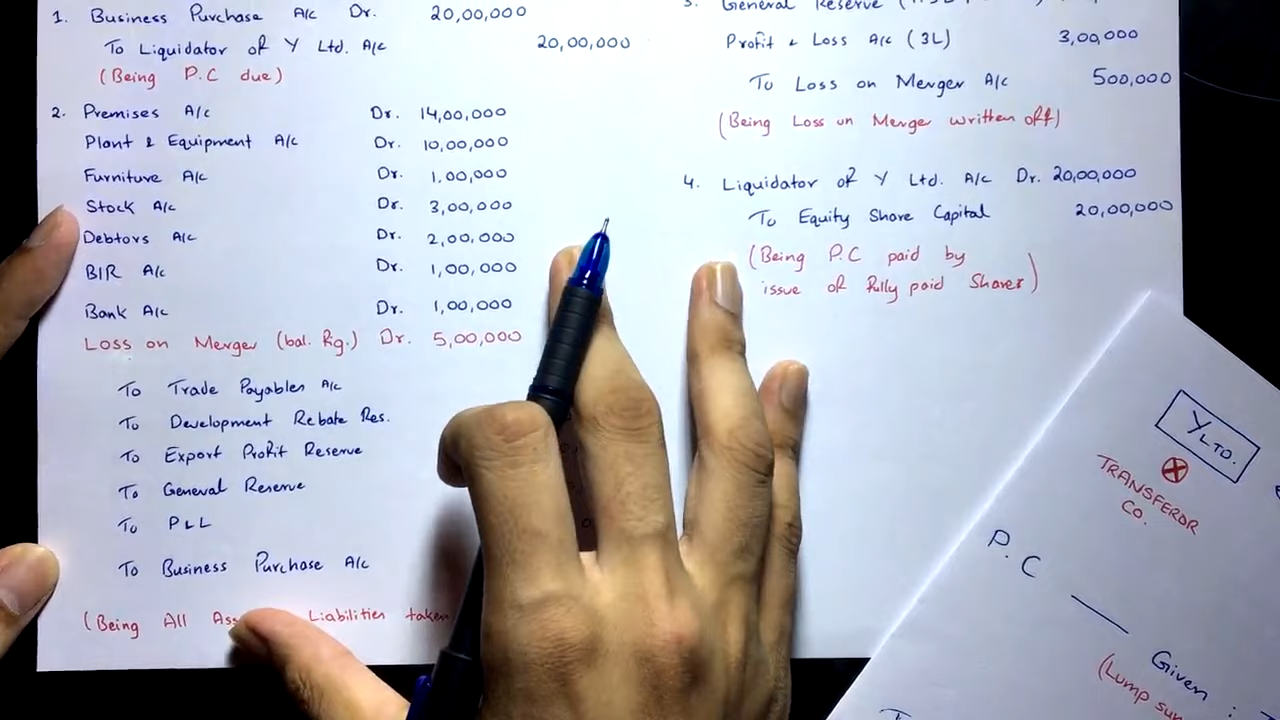 1. Business Purchase A/c Dr. 20,00,000
To Liquidator of Y Ltd. A/c 20,00,000
(Being P.C due)
2. Premises A/c Dr. 14,00,000
Plant & Equipment A/c Dr. 10,00,000
Furniture A/c Dr. 1,00,000
Stock A/c Dr. 3,00,000
Debtors A/c Dr. 2,00,000
B/R A/c Dr. 1,00,000
Bank A/c Dr. 1,00,000
Loss on Merger (bal. fig.) Dr. 5,00,000
To Trade Payables A/c
To Development Rebate Res.
To Export Profit Reserve
To General Reserve
To P&L
To Business Purchase A/c
(Being All Liabilities taken
3. General Reserve
Profit & Loss A/c (3L) 3,00,000
To Loss on Merger A/c 500,000
(Being Loss on Merger written off)
4. Liquidator of Y Ltd. A/c Dr. 20,00,000
To Equity Share Capital 20,00,000
(Being P.C paid by
issue of fully paid Shares)
Y LTD.
TRANSFEROR
CO.
P.C — Given :
(Lump sum